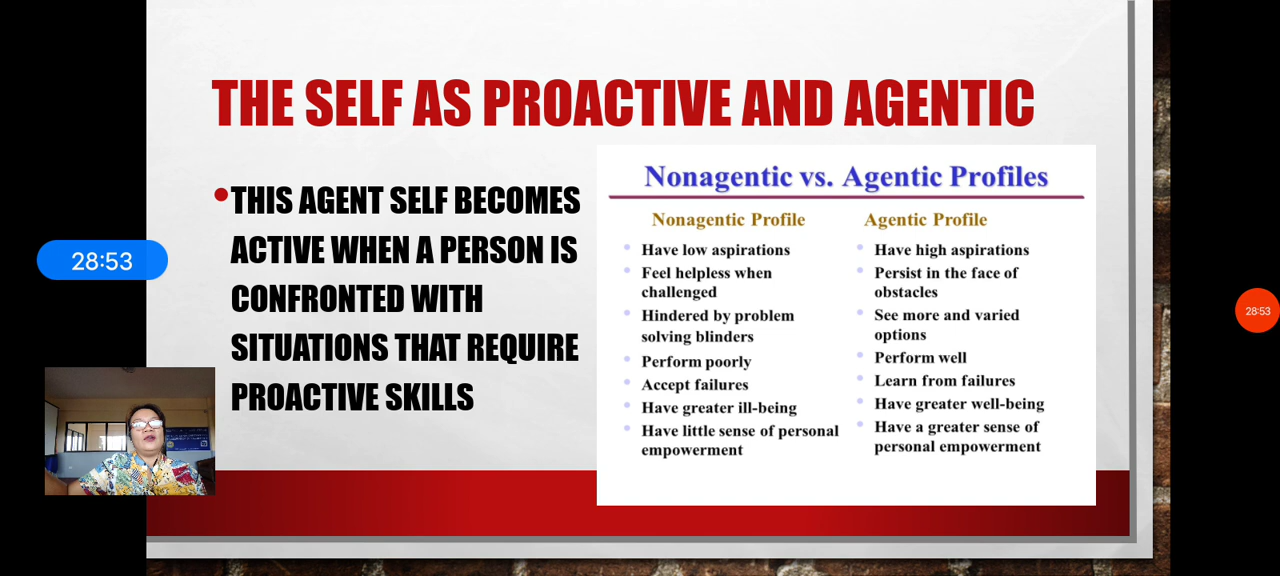 THE SELF AS PROACTIVE AND AGENTIC
THIS AGENT SELF BECOMES
ACTIVE WHEN A PERSON IS
CONFRONTED WITH
SITUATIONS THAT REQUIRE
PROACTIVE SKILLS
Nonagentic vs. Agentic Profiles
Nonagentic Profile
Have low aspirations
Feel helpless when
challenged
Hindered by problem
solving blinders
Perform poorly
Accept failures
Have greater ill-being
Have little sense of personal
empowerment
Agentic Profile
Have high aspirations
Persist in the face of
obstacles
See more and varied
options
Perform well
Learn from failures
Have greater well-being
Have a greater sense of
personal empowerment
28:53
28:53